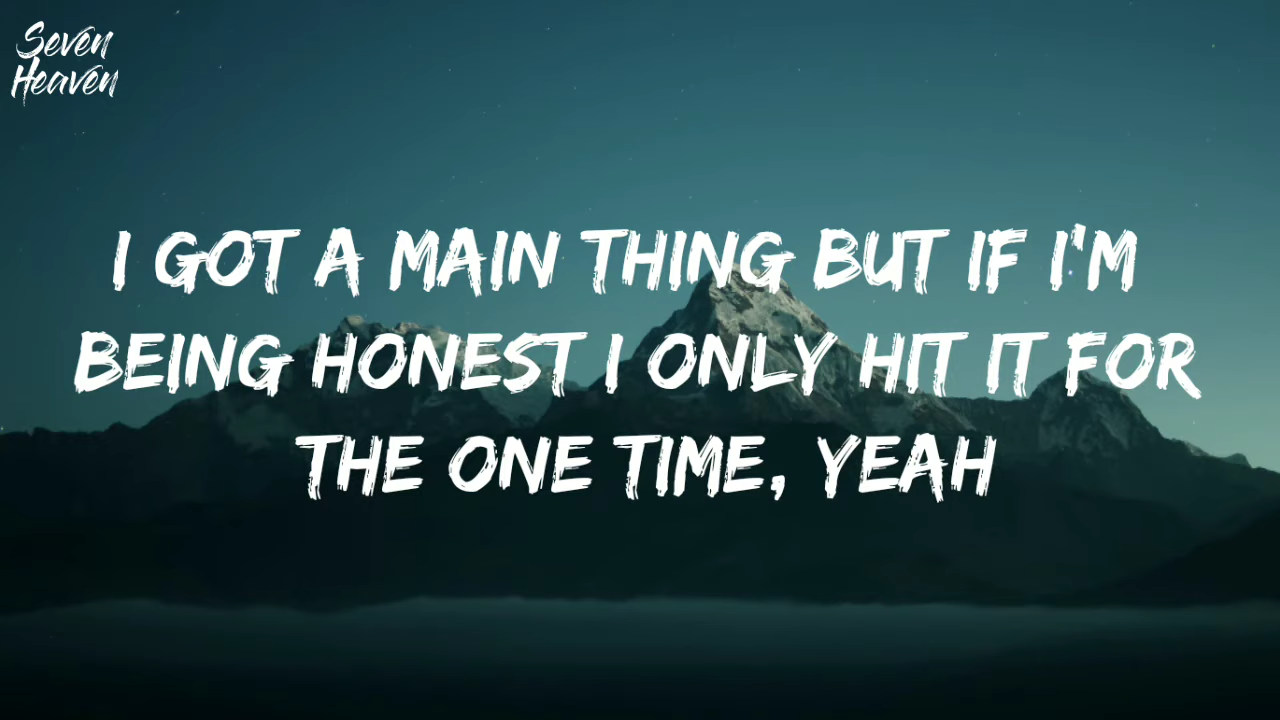 Seven
Heaven
I GOT A MAIN THING BUT IF I'M
BEING HONEST I ONLY HIT IT FOR
THE ONE TIME, YEAH